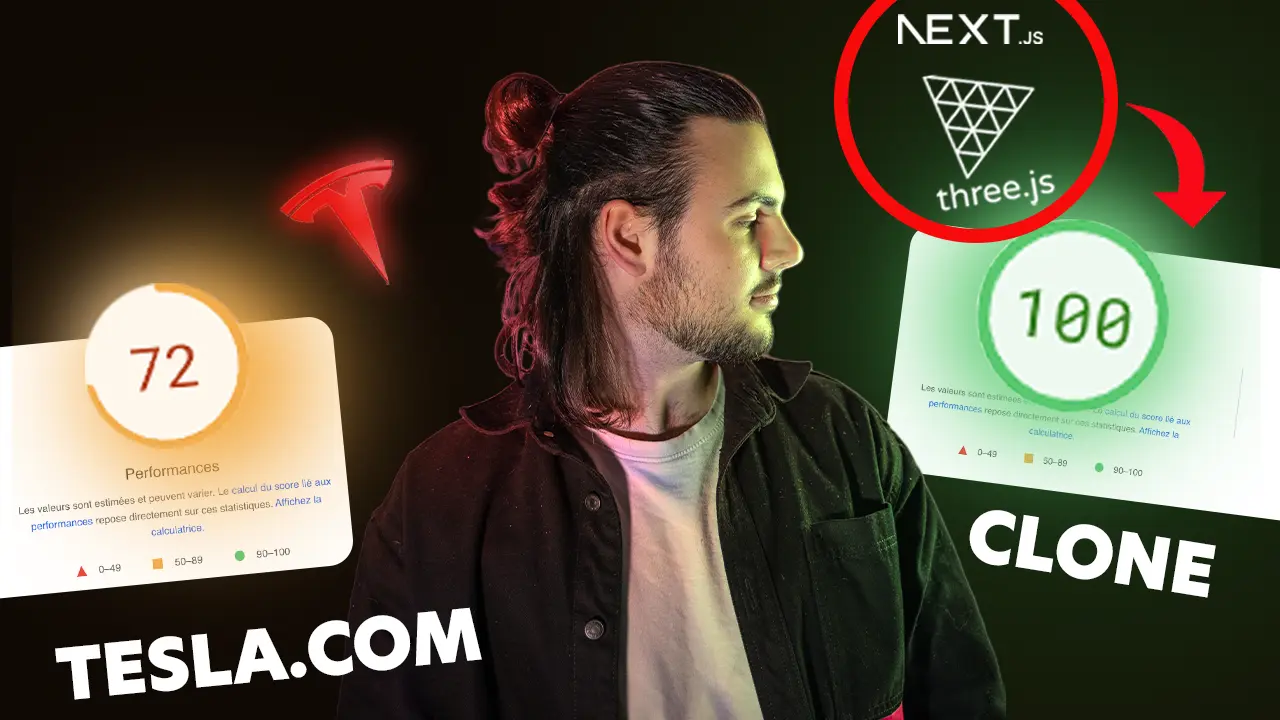 NEXT.JS
three.js
72
Performances
Les valeurs sont estimées et peuvent varier. Le calcul du score lié aux
performances repose directement sur ces statistiques. Affichez la
calculatrice.
0–49
50–89
90–100
TESLA.COM
100
Les valeurs sont estimées
Le calcul du score lié aux
performances repose directement sur ces statistiques. Affichez la
calculatrice.
0–49
50–89
90–100
CLONE